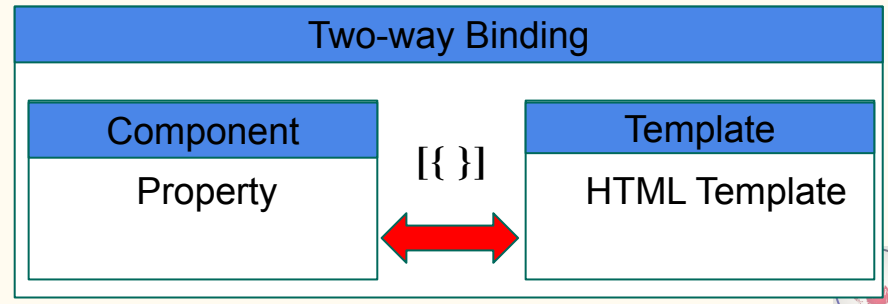 Two-way Binding
Component
Property
[{ }]
Template
HTML Template